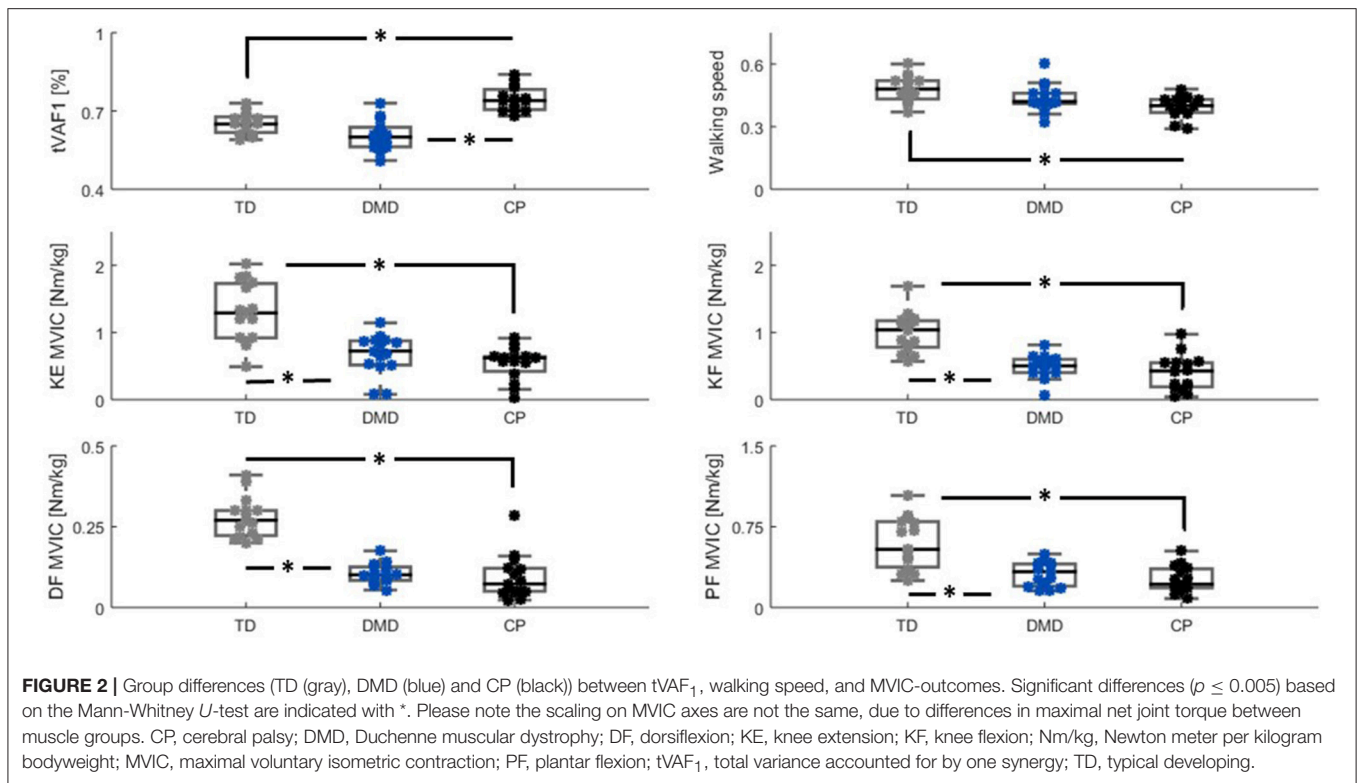 tVAF1 [%]
1
0.7
0.4
*
*
TD DMD CP
Walking speed
0.6
0.3
0
*
TD DMD CP
KE MVIC [Nm/kg]
2
1
0
*
*
TD DMD CP
KF MVIC [Nm/kg]
2
1
0
*
*
TD DMD CP
DF MVIC [Nm/kg]
0.5
0.25
0
*
*
TD DMD CP
PF MVIC [Nm/kg]
1.5
0.75
0
*
*
TD DMD CP
FIGURE 2 | Group differences (TD (gray), DMD (blue) and CP (black)) between tVAF₁, walking speed, and MVIC-outcomes. Significant differences (p ≤ 0.005) based
on the Mann-Whitney U-test are indicated with *. Please note the scaling on MVIC axes are not the same, due to differences in maximal net joint torque between
muscle groups. CP, cerebral palsy; DMD, Duchenne muscular dystrophy; DF, dorsiflexion; KE, knee extension; KF, knee flexion; Nm/kg, Newton meter per kilogram
bodyweight; MVIC, maximal voluntary isometric contraction; PF, plantar flexion; tVAF₁, total variance accounted for by one synergy; TD, typical developing.